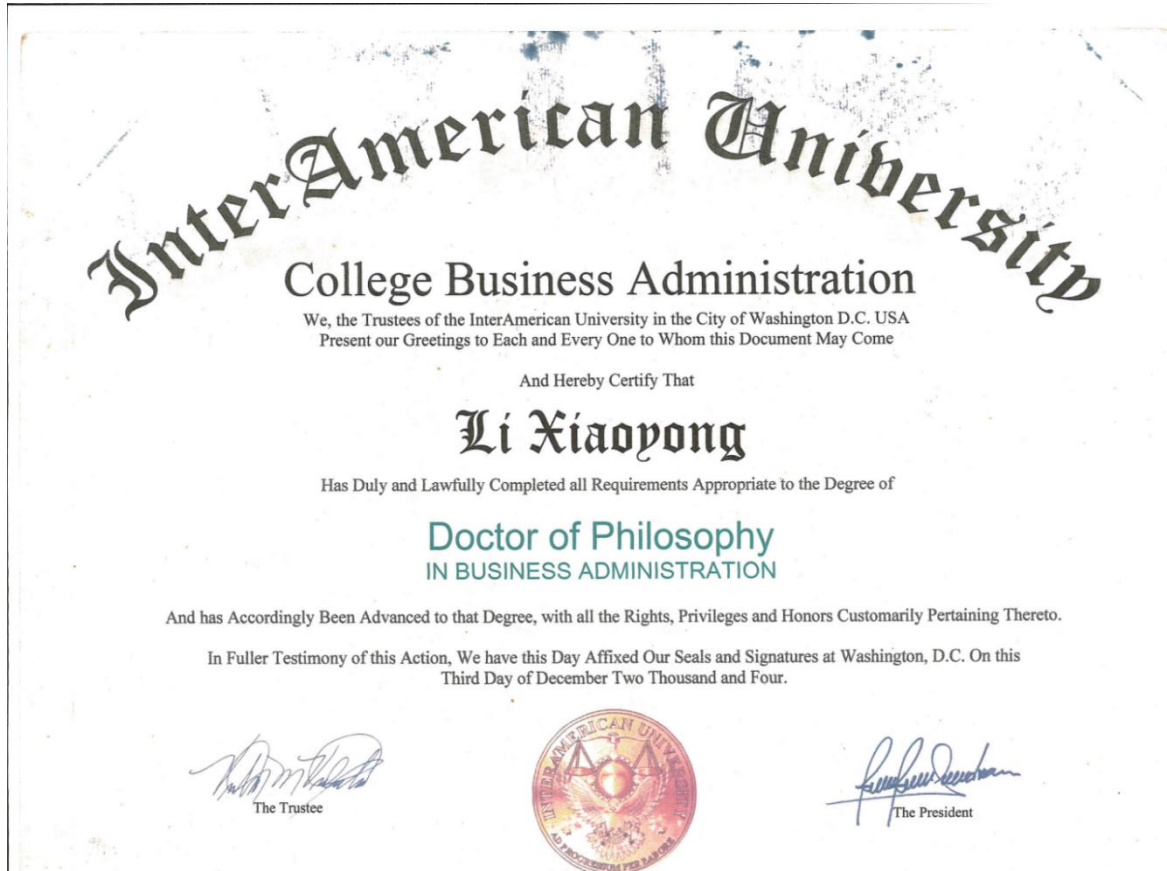 InterAmerican University
College Business Administration
We, the Trustees of the InterAmerican University in the City of Washington D.C. USA
Present our Greetings to Each and Every One to Whom this Document May Come
And Hereby Certify That
Li Xiaoyong
Has Duly and Lawfully Completed all Requirements Appropriate to the Degree of
Doctor of Philosophy
IN BUSINESS ADMINISTRATION
And has Accordingly Been Advanced to that Degree, with all the Rights, Privileges and Honors Customarily Pertaining Thereto.
In Fuller Testimony of this Action, We have this Day Affixed Our Seals and Signatures at Washington, D.C. On this
Third Day of December Two Thousand and Four.
INTERAMERICAN UNIVERSITY
AD PROGRESSUM PER
The Trustee
The President